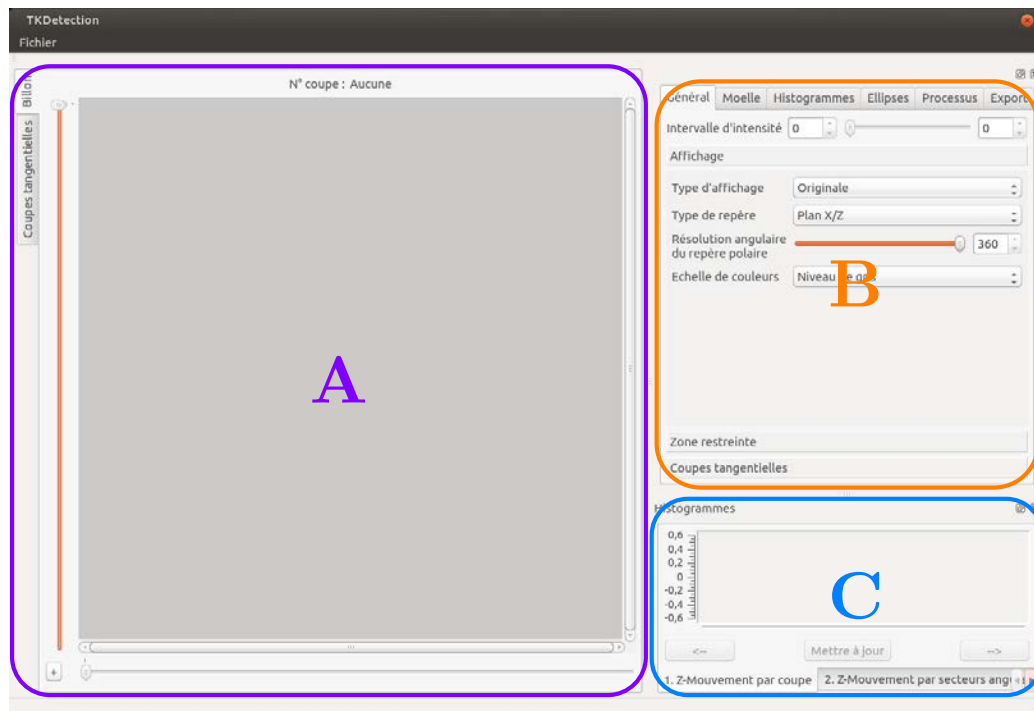 TKDetection
Fichier
Billon
Coupes tangentielles
N° coupe : Aucune
A
Général Moelle Histogrammes Ellipses Processus Export
Intervalle d'intensité 0 0
Affichage
Type d'affichage Originale
Type de repère Plan X/Z
Résolution angulaire
du repère polaire 360
Echelle de couleurs Niveau de gris
B
Zone restreinte
Coupes tangentielles
Histogrammes
0,6
0,4
0,2
0
-0,2
-0,4
-0,6
C
<-- Mettre à jour -->
1. Z-Mouvement par coupe 2. Z-Mouvement par secteurs angu